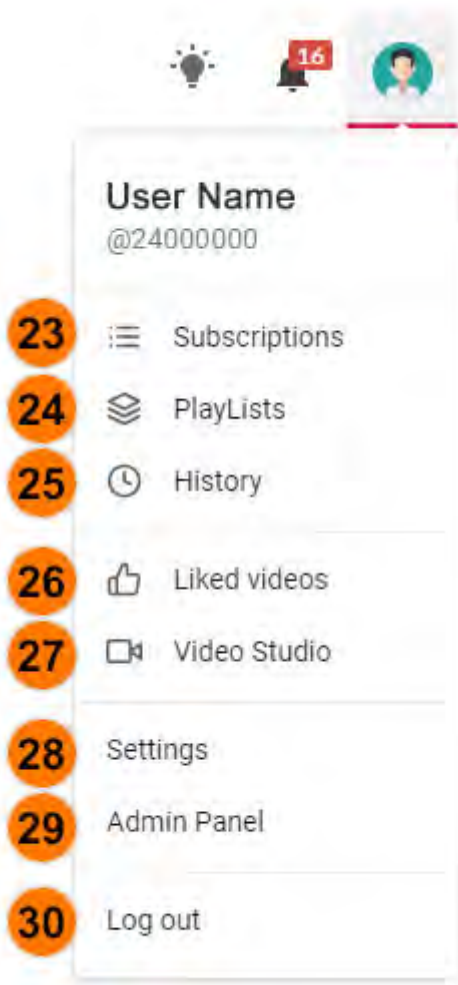 16
User Name
@24000000
23 Subscriptions
24 PlayLists
25 History
26 Liked videos
27 Video Studio
28 Settings
29 Admin Panel
30 Log out